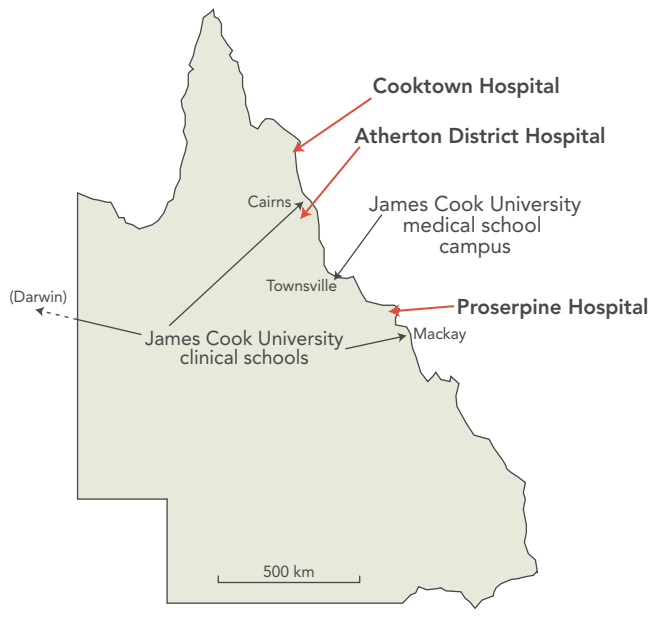 Cooktown Hospital
Atherton District Hospital
Cairns
James Cook University
medical school
campus
Townsville
(Darwin)
Proserpine Hospital
James Cook University
clinical schools
Mackay
500 km